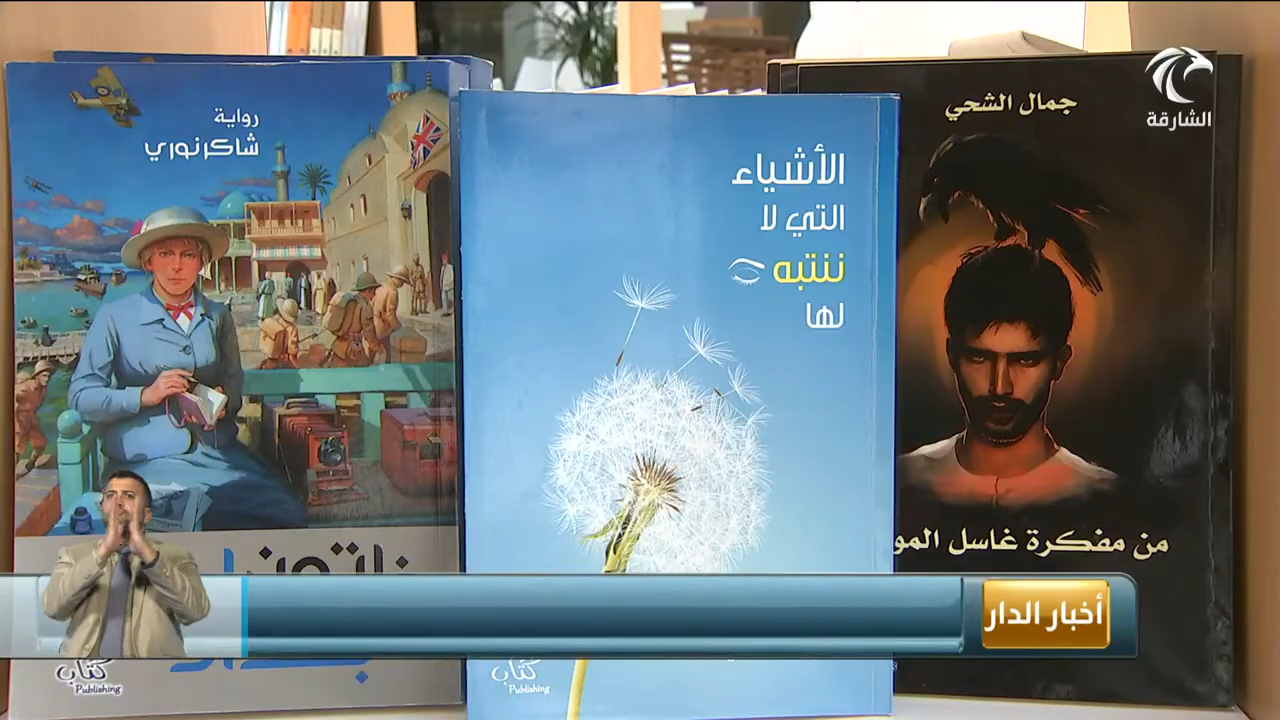 رواية
شاكر نوري
خاتون
كتاب
Publishing
الأشياء
التي لا
ننتبه
لها
كتاب
Publishing
جمال الشحي
من مفكرة غاسل
الشارقة
أخبار الدار